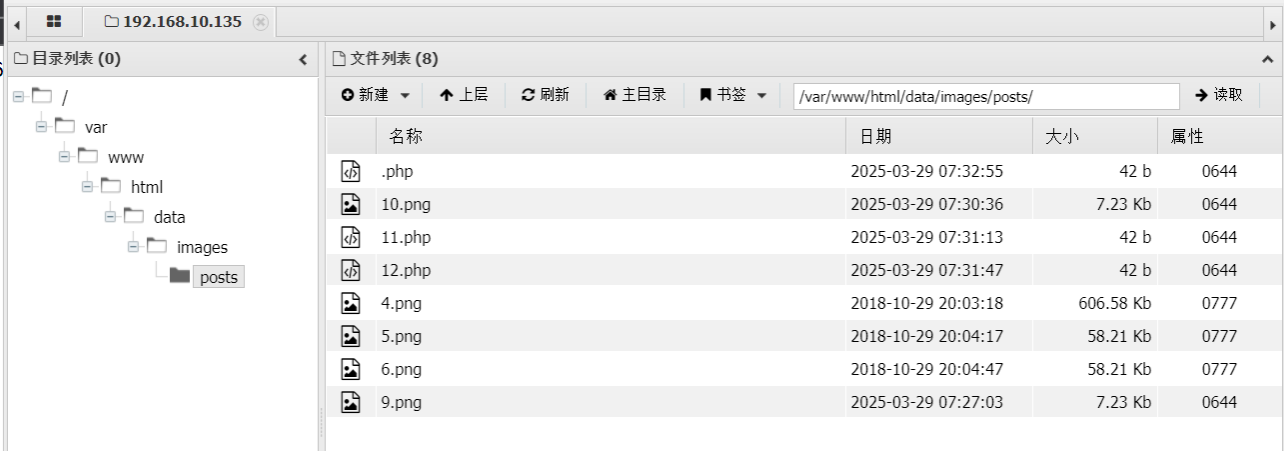 192.168.10.135
目录列表 (0)
文件列表 (8)
新建 上层 刷新 主目录 书签 /var/www/html/data/images/posts/ 读取
/
var
www
html
data
images
posts
名称 日期 大小 属性
.php 2025-03-29 07:32:55 42 b 0644
10.png 2025-03-29 07:30:36 7.23 Kb 0644
11.php 2025-03-29 07:31:13 42 b 0644
12.php 2025-03-29 07:31:47 42 b 0644
4.png 2018-10-29 20:03:18 606.58 Kb 0777
5.png 2018-10-29 20:04:17 58.21 Kb 0777
6.png 2018-10-29 20:04:47 58.21 Kb 0777
9.png 2025-03-29 07:27:03 7.23 Kb 0644